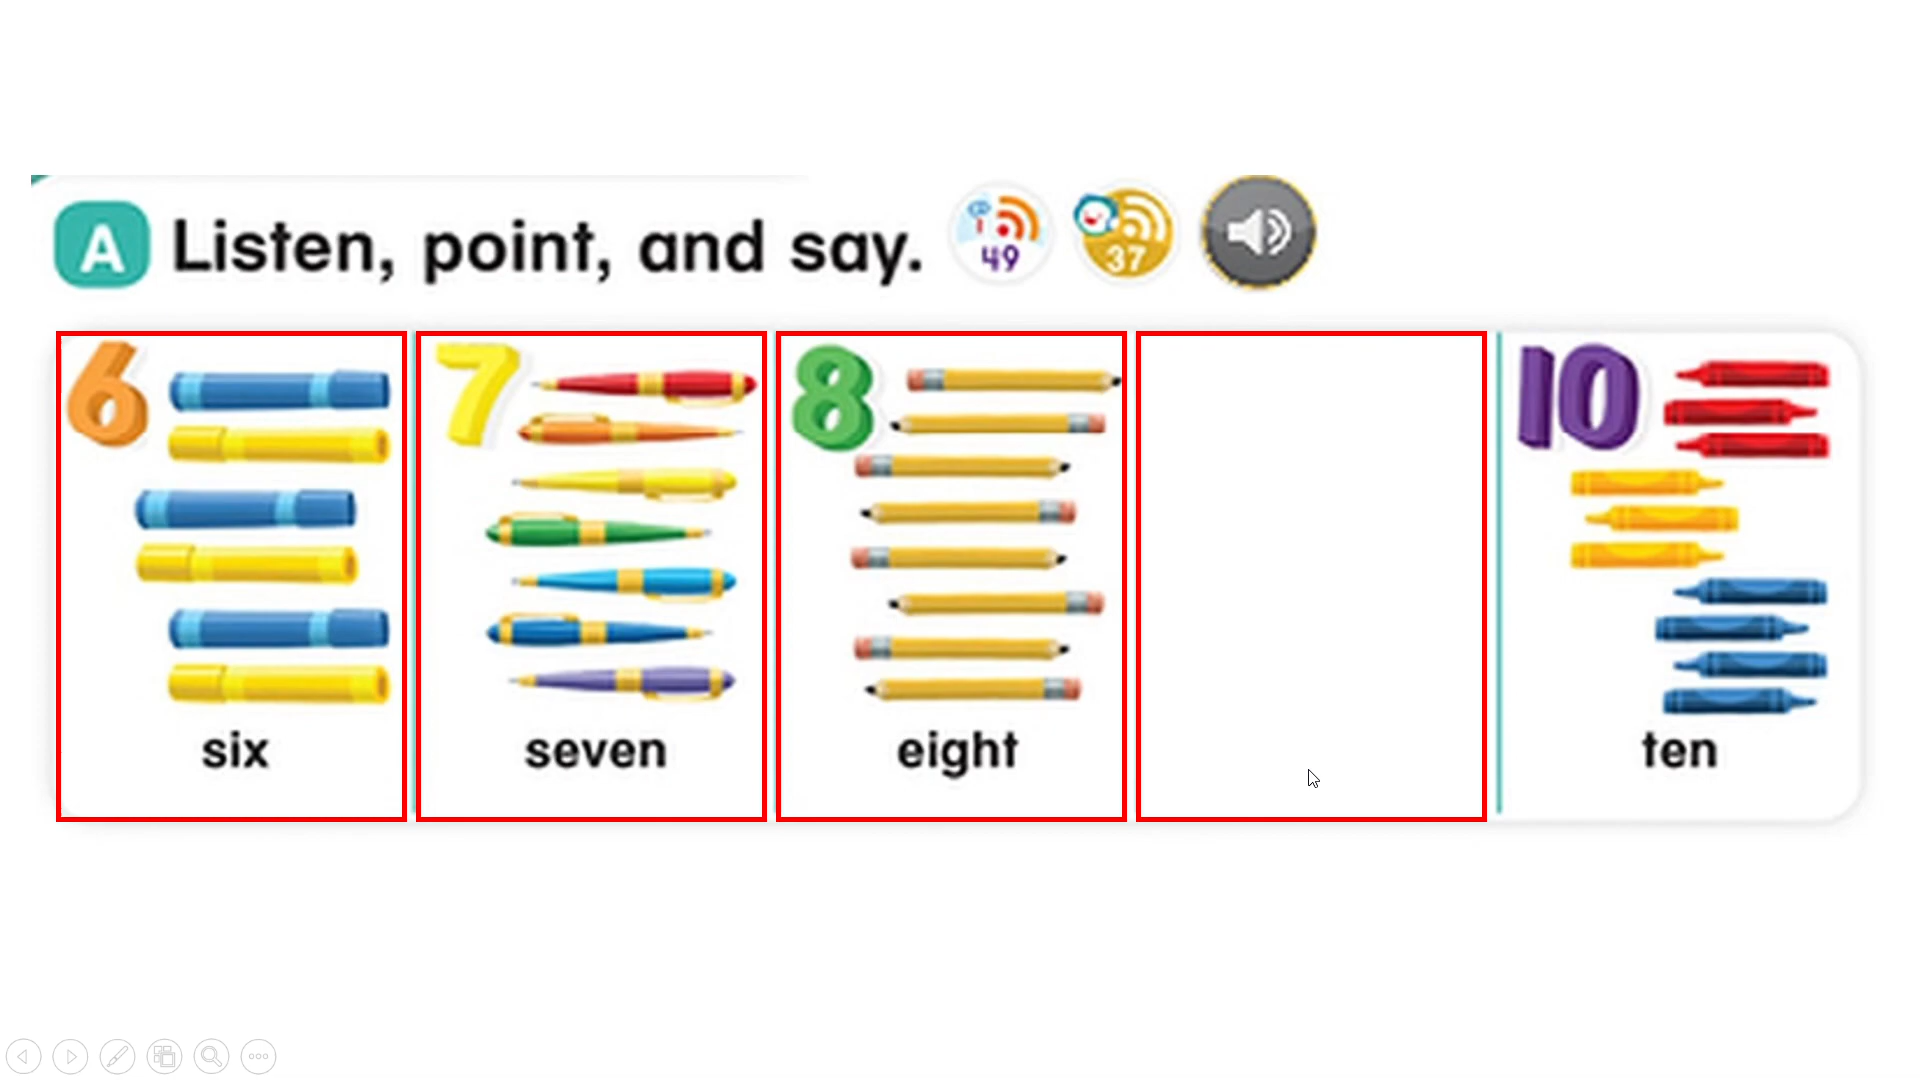 A Listen, point, and say. 49 37
6 7 8 10
six seven eight ten